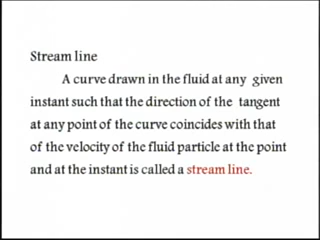 Stream line
A curve drawn in the fluid at any given
instant such that the direction of the tangent
at any point of the curve coincides with that
of the velocity of the fluid particle at the point
and at the instant is called a stream line.